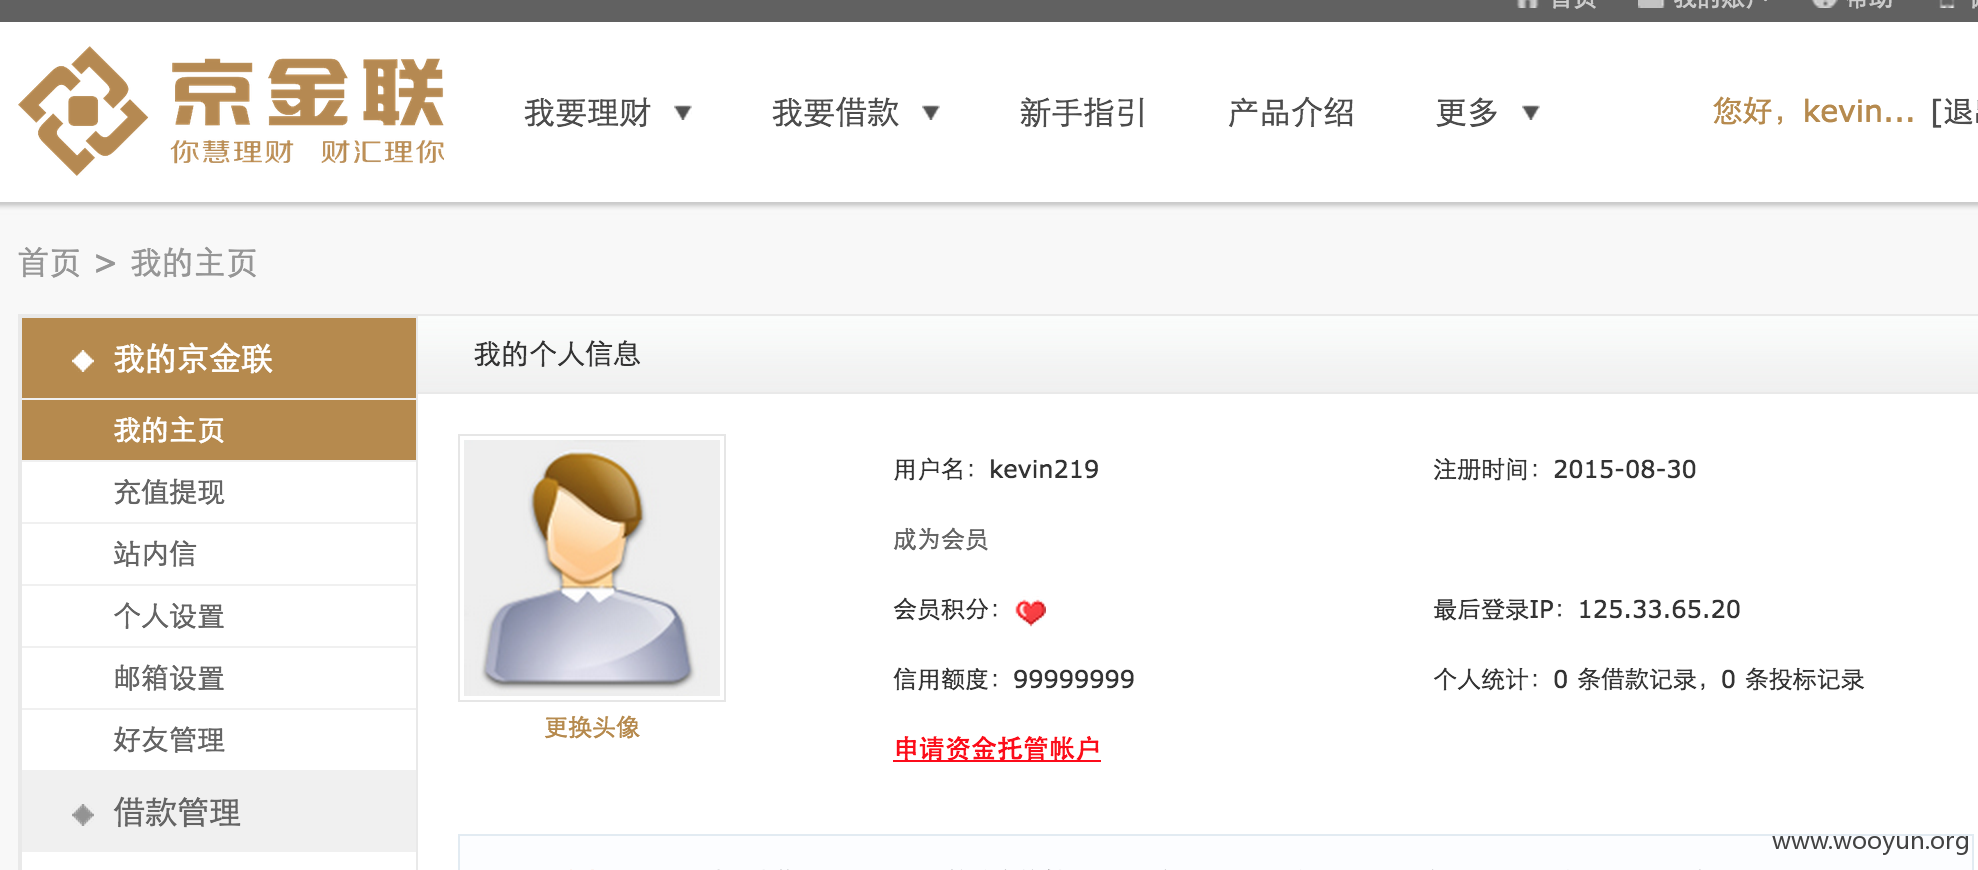 首页 我的账户 帮助
京金联
你慧理财 财汇理你
我要理财 ▼ 我要借款 ▼ 新手指引 产品介绍 更多 ▼ 您好，kevin... [退
首页 > 我的主页
我的京金联
我的主页
充值提现
站内信
个人设置
邮箱设置
好友管理
借款管理
我的个人信息
更换头像
用户名：kevin219 注册时间：2015-08-30
成为会员
会员积分： 最后登录IP：125.33.65.20
信用额度：99999999 个人统计：0 条借款记录，0 条投标记录
申请资金托管帐户
www.wooyun.org